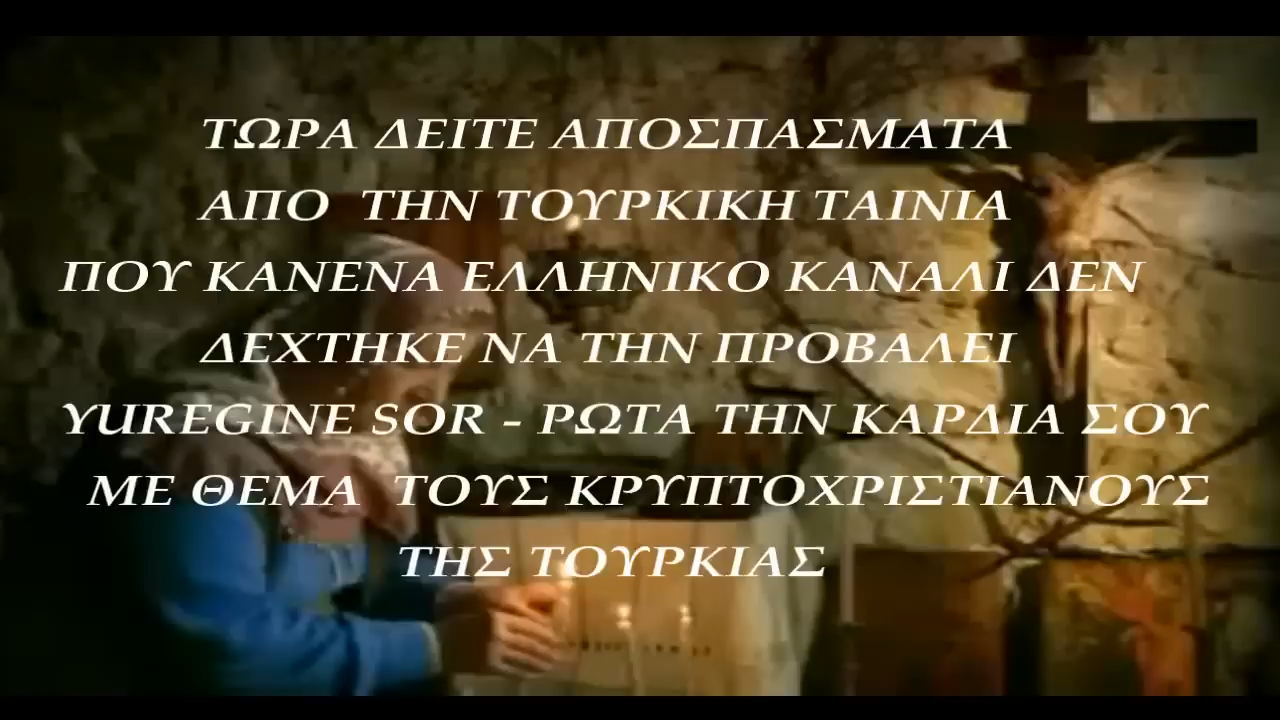 ΤΩΡΑ ΔΕΙΤΕ ΑΠΟΣΠΑΣΜΑΤΑ
ΑΠΟ ΤΗΝ ΤΟΥΡΚΙΚΗ ΤΑΙΝΙΑ
ΠΟΥ ΚΑΝΕΝΑ ΕΛΛΗΝΙΚΟ ΚΑΝΑΛΙ ΔΕΝ
ΔΕΧΤΗΚΕ ΝΑ ΤΗΝ ΠΡΟΒΑΛΕΙ
YUREGINE SOR - ΡΩΤΑ ΤΗΝ ΚΑΡΔΙΑ ΣΟΥ
ΜΕ ΘΕΜΑ ΤΟΥΣ ΚΡΥΠΤΟΧΡΙΣΤΙΑΝΟΥΣ
ΤΗΣ ΤΟΥΡΚΙΑΣ